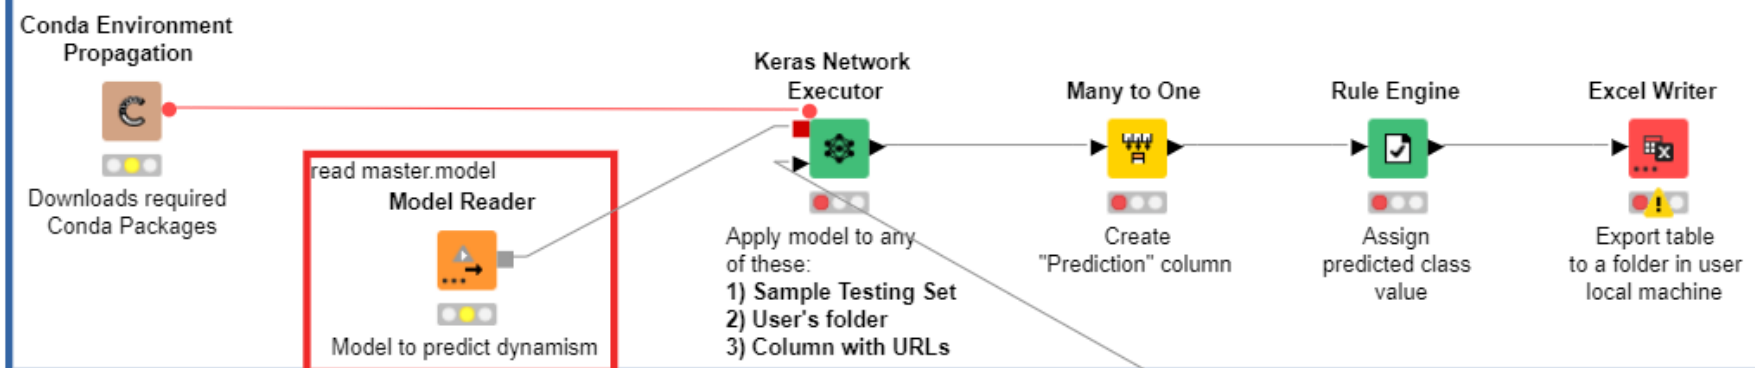 Conda Environment
Propagation
Downloads required
Conda Packages
read master.model
Model Reader
Model to predict dynamism
Keras Network
Executor
Apply model to any
of these:
1) Sample Testing Set
2) User's folder
3) Column with URLs
Many to One
Create
"Prediction" column
Rule Engine
Assign
predicted class
value
Excel Writer
Export table
to a folder in user
local machine